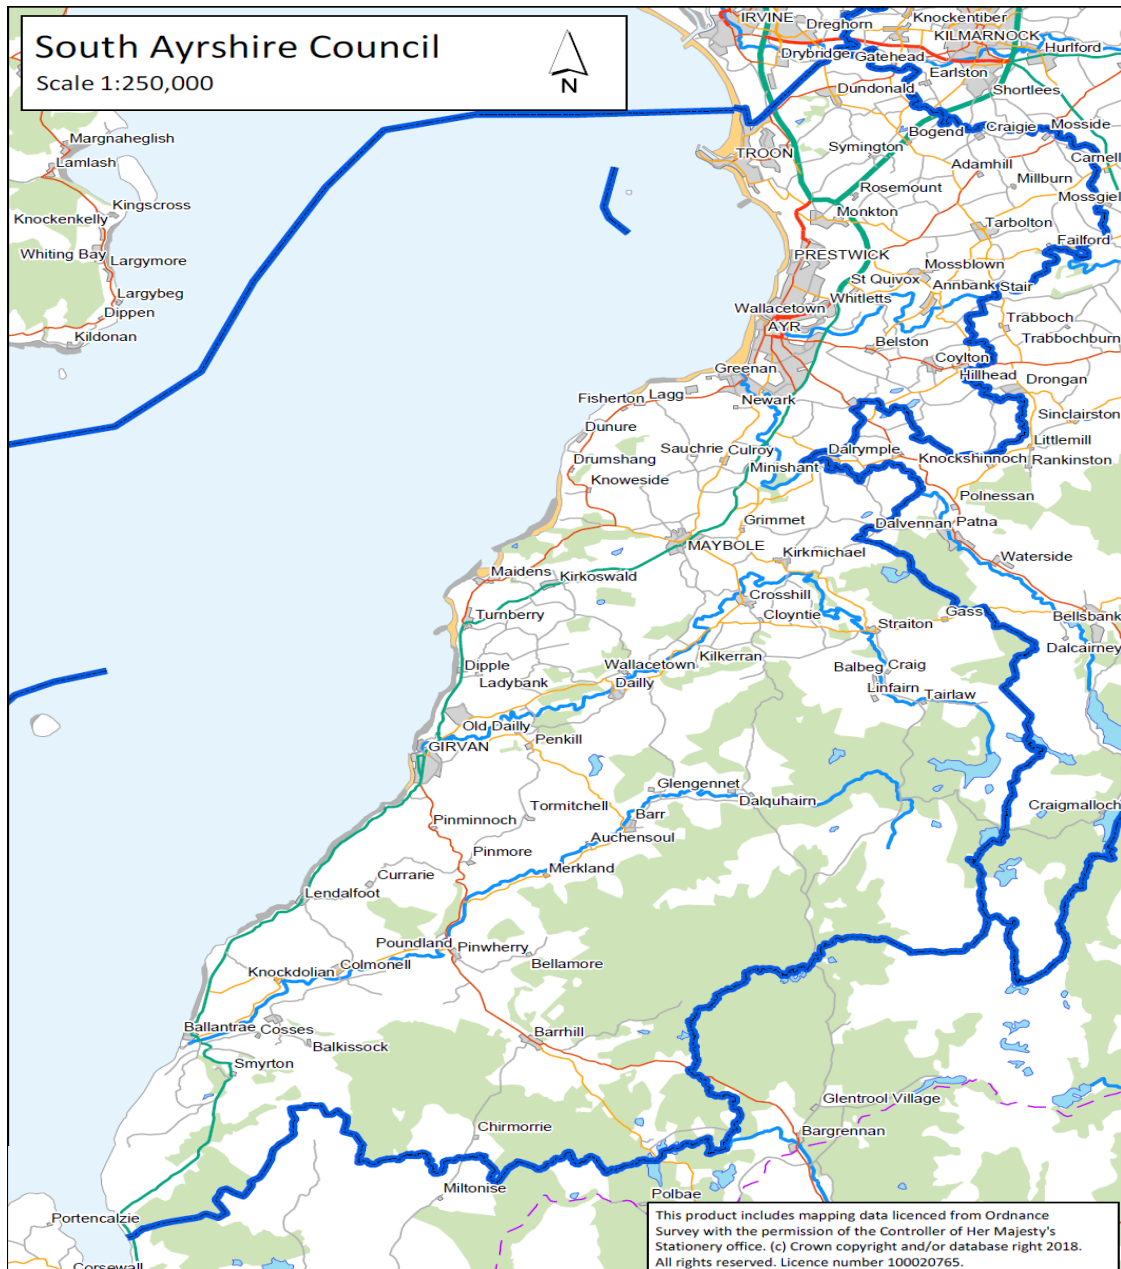 South Ayrshire Council
Scale 1:250,000
N
IRVINE
Dreghorn
Knockentiber
KILMARNOCK
Hurlford
Drybridge
Gatehead
Earlston
Dundonald
Shortlees
Bogend
Craigie
Mosside
Symington
TROON
Adamhill
Carnell
Millburn
Rosemount
Mossgiel
Monkton
Tarbolton
Failford
PRESTWICK
Mossblown
St Quivox
Annbank
Stair
Whitletts
Wallacetown
AYR
Trabboch
Trabbochburn
Belston
Coylton
Hillhead
Drongan
Greenan
Newark
Lagg
Fisherton
Sinclairston
Dunure
Littlemill
Sauchrie
Culroy
Dalrymple
Knockshinnoch
Rankinston
Drumshang
Minishant
Knoweside
Polnessan
Grimmet
Dalvennan
Patna
MAYBOLE
Kirkmichael
Waterside
Maidens
Kirkoswald
Crosshill
Cloyntie
Turnberry
Straiton
Gass
Bellsbank
Dalcairney
Kilkerran
Wallacetown
Dipple
Ladybank
Dailly
Balbeg
Craig
Linfairn
Tairlaw
Old Dailly
GIRVAN
Penkill
Glengennet
Dalquhairn
Tormitchell
Barr
Craigmalloch
Pinminnoch
Auchensoul
Pinmore
Merkland
Currarie
Lendalfoot
Poundland
Pinwherry
Bellamore
Knockdolian
Colmonell
Ballantrae
Cosses
Balkissock
Barrhill
Smyrton
Glentrool Village
Chirmorrie
Bargrennan
Miltonise
Polbae
Portencalzie
Corsewall
Margnaheglish
Lamlash
Kingscross
Knockenkelly
Whiting Bay
Largymore
Largybeg
Dippen
Kildonan
This product includes mapping data licenced from Ordnance
Survey with the permission of the Controller of Her Majesty's
Stationery office. (c) Crown copyright and/or database right 2018.
All rights reserved. Licence number 100020765.